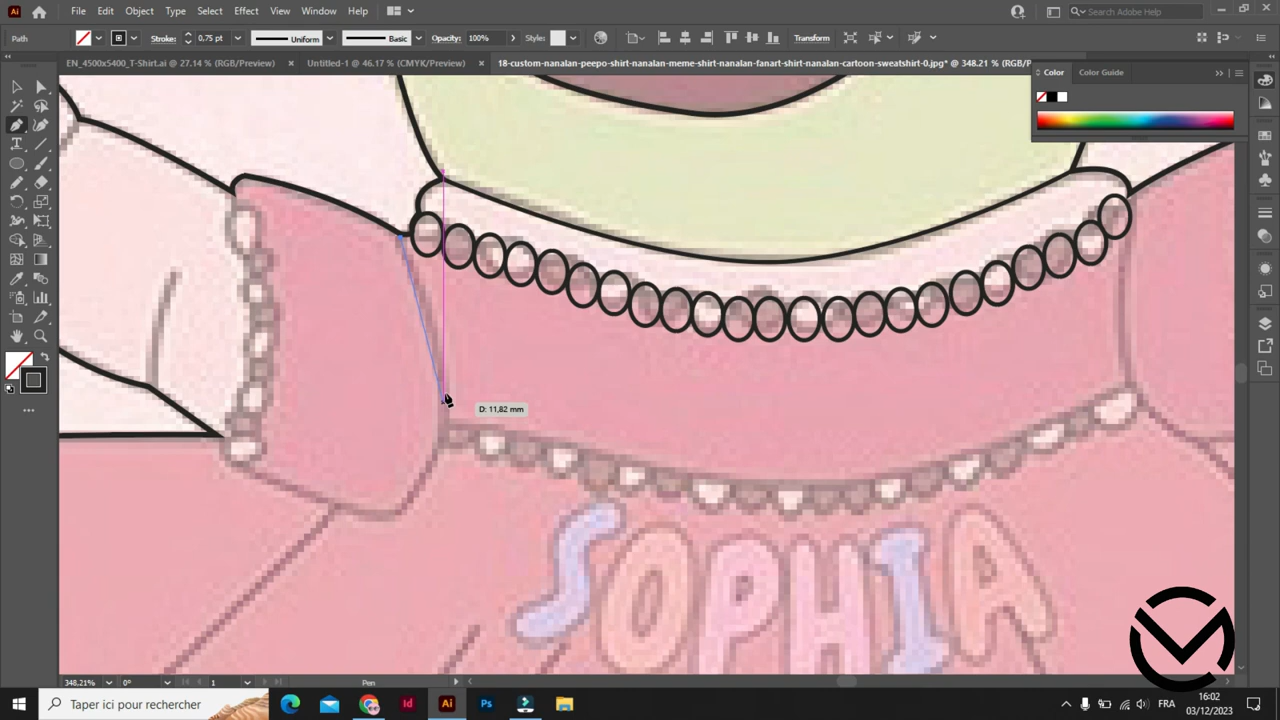 Ai File Edit Object Type Select Effect View Window Help Search Adobe Help
Path Stroke: 0,75 pt Uniform Basic Opacity: 100% Style: Transform
EN_4500x5400_T-Shirt.ai @ 27.14 % (RGB/Preview) × Untitled-1 @ 46.17 % (CMYK/Preview) × 18-custom-nanalan-peepo-shirt-nanalan-meme-shirt-nanalan-fanart-shirt-nanalan-cartoon-sweatshirt-0.jpg* @ 348.21 % (RGB/P
Color Color Guide
D: 11,82 mm
SOPHIA
348,21% 0° 1 Pen
Taper ici pour rechercher Id Ai Ps FRA 16:02
03/12/2023